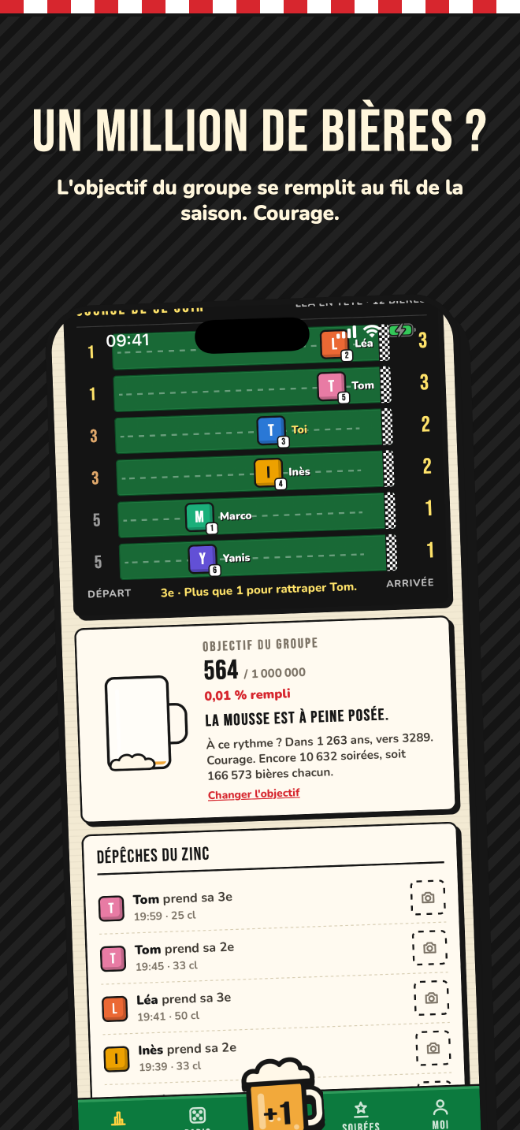 UN MILLION DE BIÈRES ?
L'objectif du groupe se remplit au fil de la
saison. Courage.
09:41
1 L 2 Léa 3
1 T 5 Tom 3
3 T 3 Toi 2
3 I 4 Inès 2
5 M 1 Marco 1
5 Y 6 Yanis 1
DÉPART 3e · Plus que 1 pour rattraper Tom. ARRIVÉE
OBJECTIF DU GROUPE
564 / 1 000 000
0,01 % rempli
LA MOUSSE EST À PEINE POSÉE.
À ce rythme ? Dans 1 263 ans, vers 3289.
Courage. Encore 10 632 soirées, soit
166 573 bières chacun.
Changer l'objectif
DÉPÊCHES DU ZINC
T Tom prend sa 3e
19:59 · 25 cl
T Tom prend sa 2e
19:45 · 33 cl
L Léa prend sa 3e
19:41 · 50 cl
I Inès prend sa 2e
19:39 · 33 cl
+1
SOIRÉES
MOI